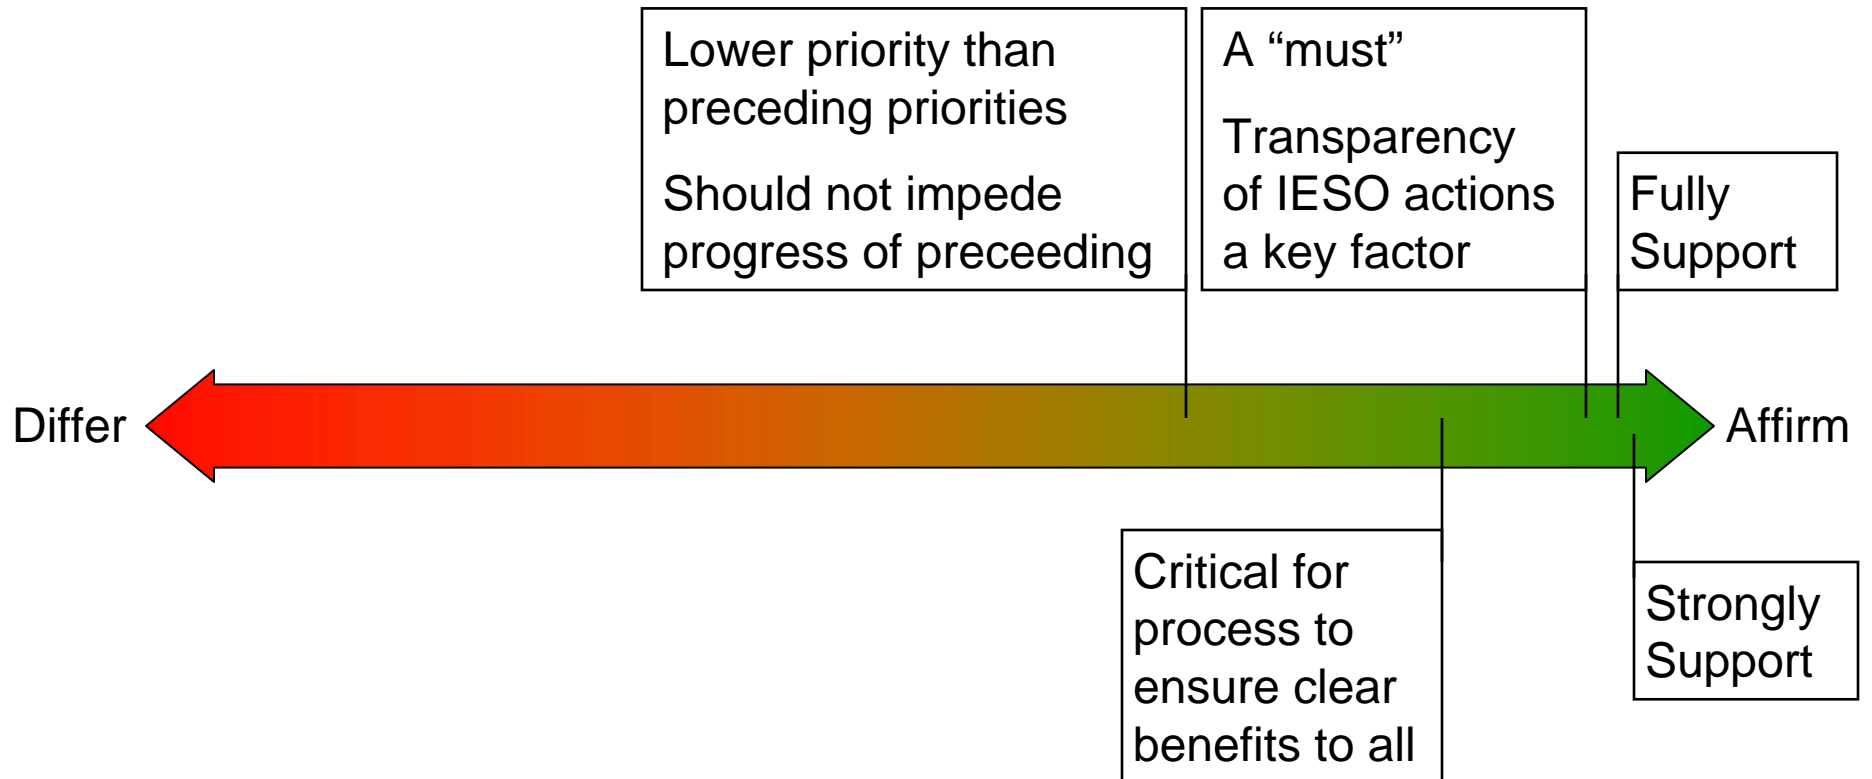 Lower priority than
preceding priorities
Should not impede
progress of preceeding
A “must”
Transparency
of IESO actions
a key factor
Fully
Support
Differ
Affirm
Critical for
process to
ensure clear
benefits to all
Strongly
Support